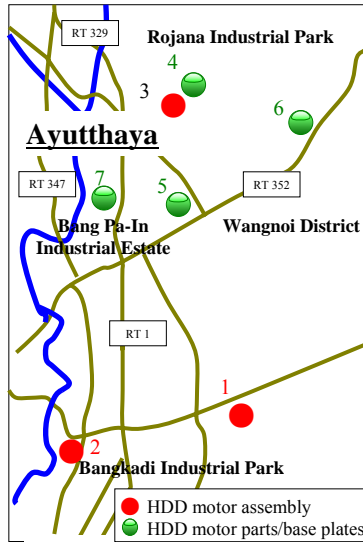 RT 329
Rojana Industrial Park
4
3
6
Ayutthaya
RT 347
7
5
RT 352
Bang Pa-In
Industrial Estate
Wangnoi District
RT 1
1
2
Bangkadi Industrial Park
HDD motor assembly
HDD motor parts/base plates